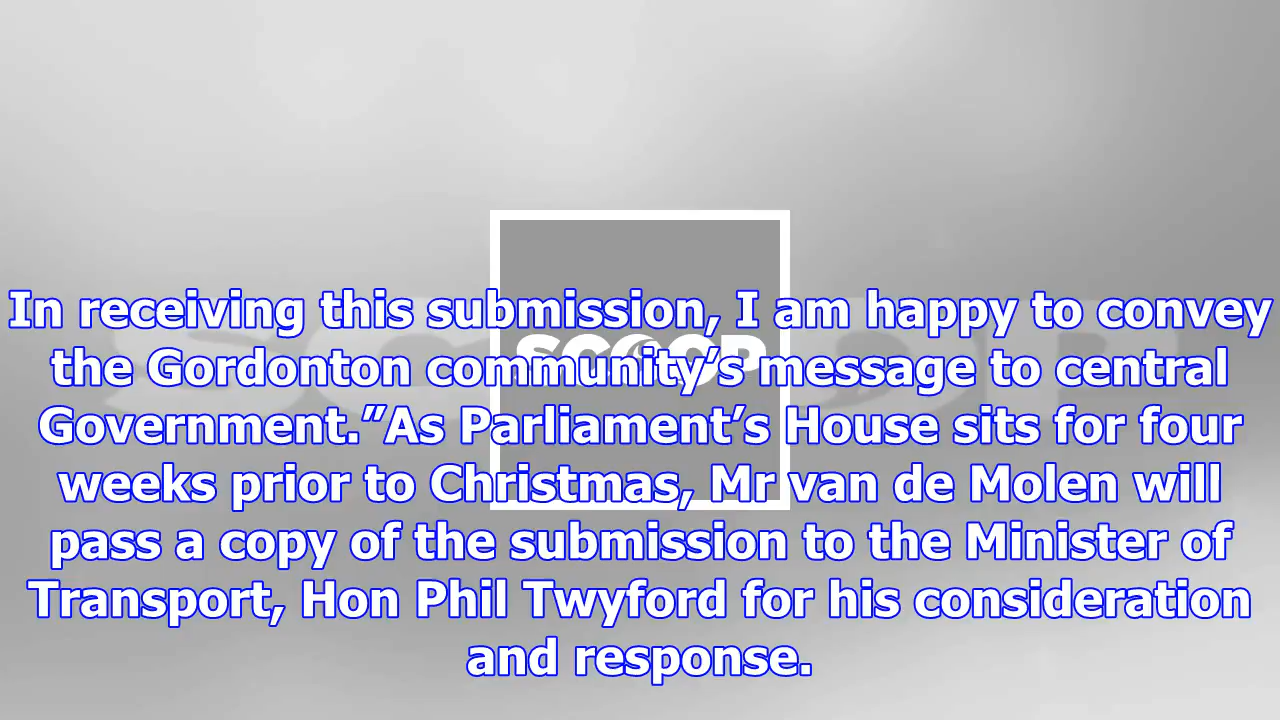 In receiving this submission, I am happy to convey
the Gordonton community’s message to central
Government.”As Parliament’s House sits for four
weeks prior to Christmas, Mr van de Molen will
pass a copy of the submission to the Minister of
Transport, Hon Phil Twyford for his consideration
and response.
SCOOP